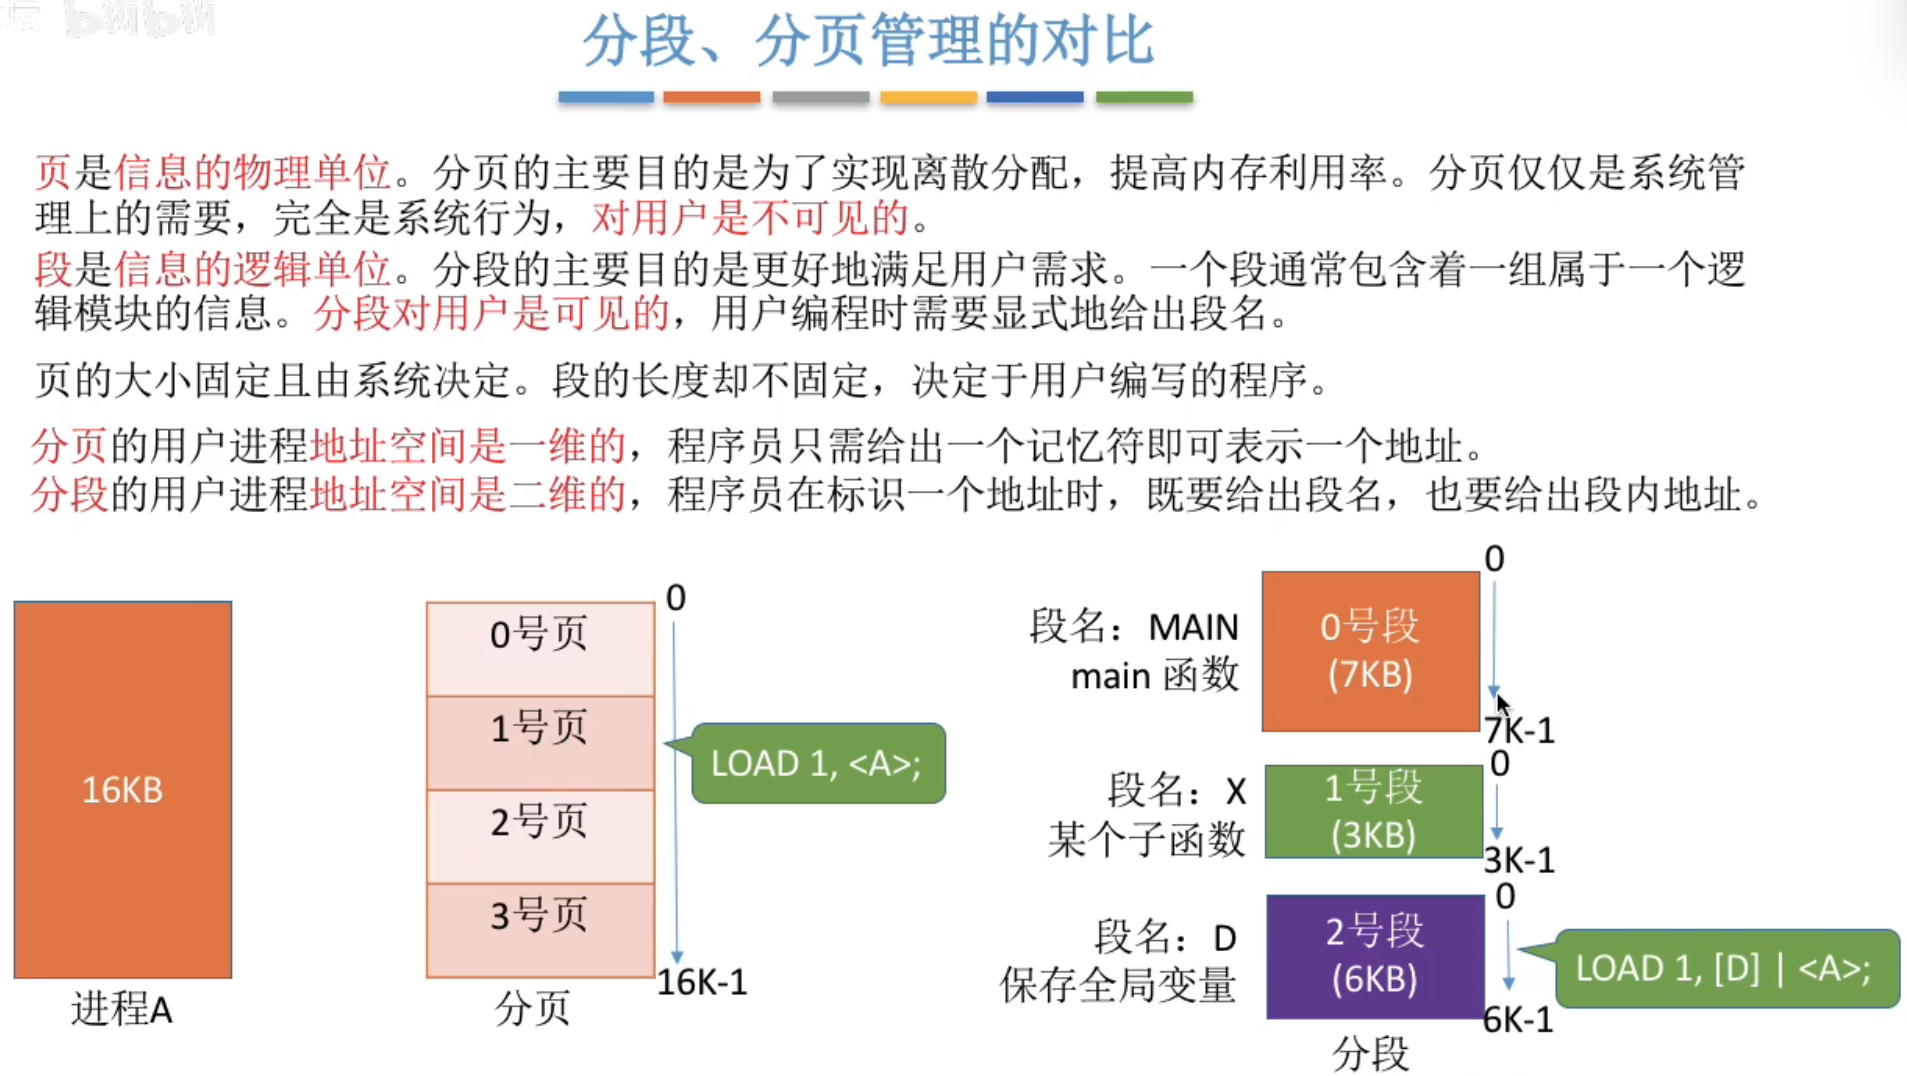 bilibili
分段、分页管理的对比
页是信息的物理单位。分页的主要目的是为了实现离散分配，提高内存利用率。分页仅仅是系统管
理上的需要，完全是系统行为，对用户是不可见的。
段是信息的逻辑单位。分段的主要目的是更好地满足用户需求。一个段通常包含着一组属于一个逻
辑模块的信息。分段对用户是可见的，用户编程时需要显式地给出段名。
页的大小固定且由系统决定。段的长度却不固定，决定于用户编写的程序。
分页的用户进程地址空间是一维的，程序员只需给出一个记忆符即可表示一个地址。
分段的用户进程地址空间是二维的，程序员在标识一个地址时，既要给出段名，也要给出段内地址。
16KB
进程A
0号页
1号页
2号页
3号页
分页
0
16K-1
LOAD 1, <A>;
段名：MAIN
main 函数
0号段
(7KB)
0
7K-1
段名：X
某个子函数
1号段
(3KB)
0
3K-1
段名：D
保存全局变量
2号段
(6KB)
0
6K-1
LOAD 1, [D] | <A>;
分段